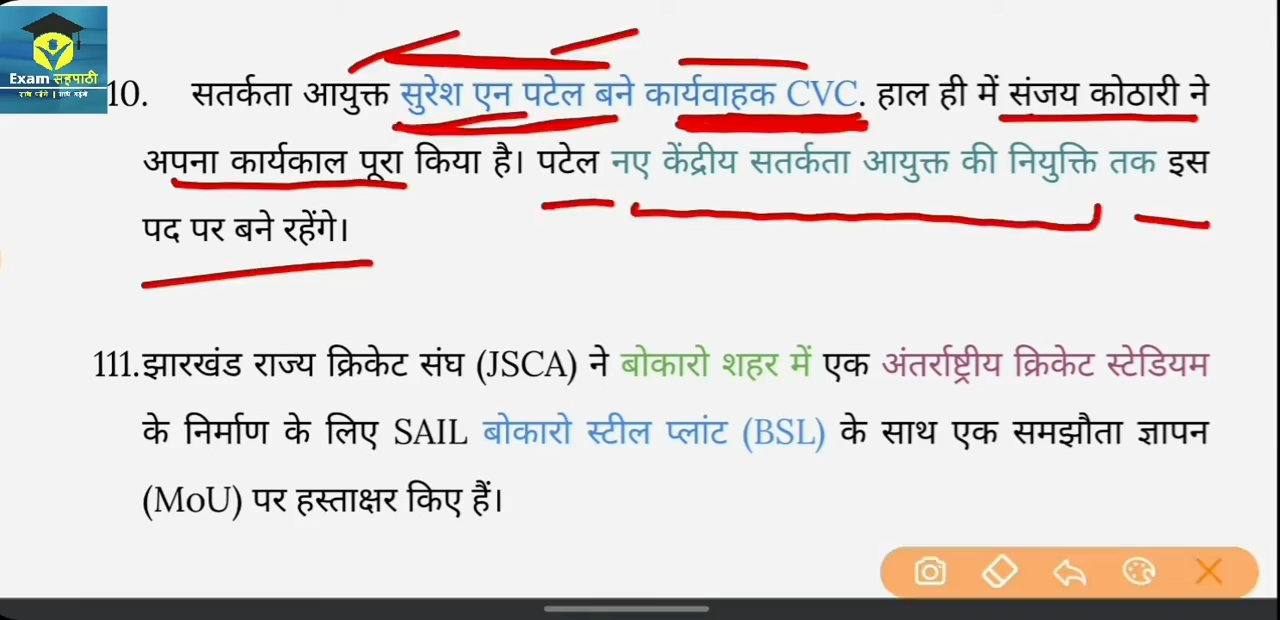 Exam सहपाठी
साथ पढ़ेंगे | साथ बढ़ेंगे
10. सतर्कता आयुक्त सुरेश एन पटेल बने कार्यवाहक CVC. हाल ही में संजय कोठारी ने
अपना कार्यकाल पूरा किया है। पटेल नए केंद्रीय सतर्कता आयुक्त की नियुक्ति तक इस
पद पर बने रहेंगे।
111. झारखंड राज्य क्रिकेट संघ (JSCA) ने बोकारो शहर में एक अंतर्राष्ट्रीय क्रिकेट स्टेडियम
के निर्माण के लिए SAIL बोकारो स्टील प्लांट (BSL) के साथ एक समझौता ज्ञापन
(MoU) पर हस्ताक्षर किए हैं।